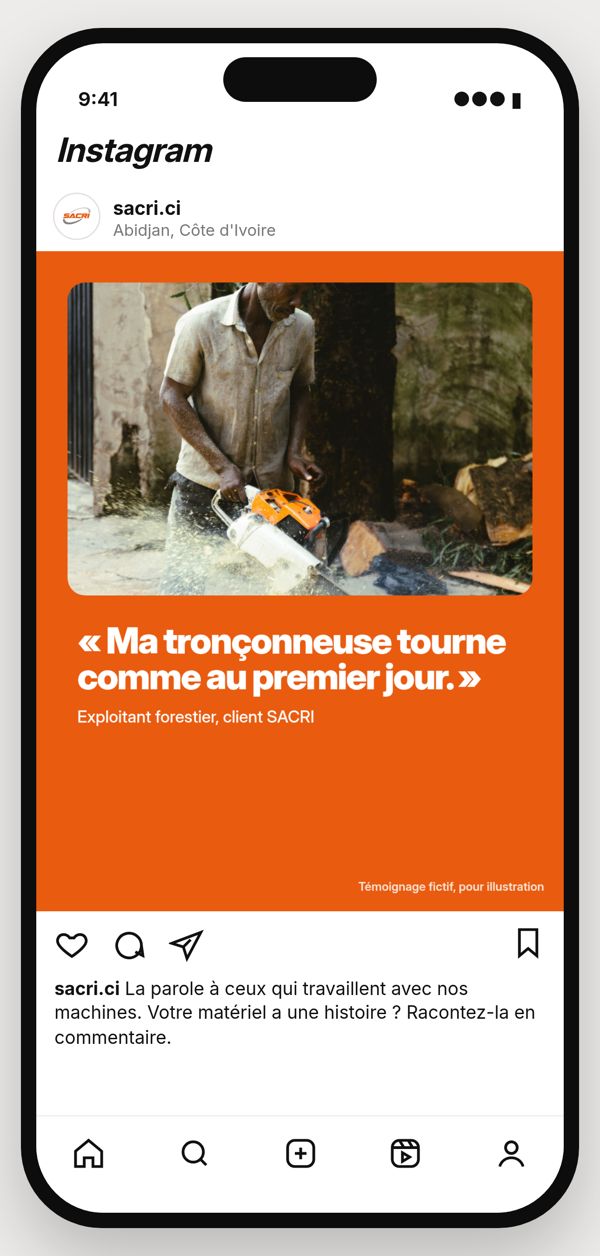 9:41
Instagram
SACRI
sacri.ci
Abidjan, Côte d'Ivoire
« Ma tronçonneuse tourne
comme au premier jour. »
Exploitant forestier, client SACRI
Témoignage fictif, pour illustration
sacri.ci La parole à ceux qui travaillent avec nos
machines. Votre matériel a une histoire ? Racontez-la en
commentaire.